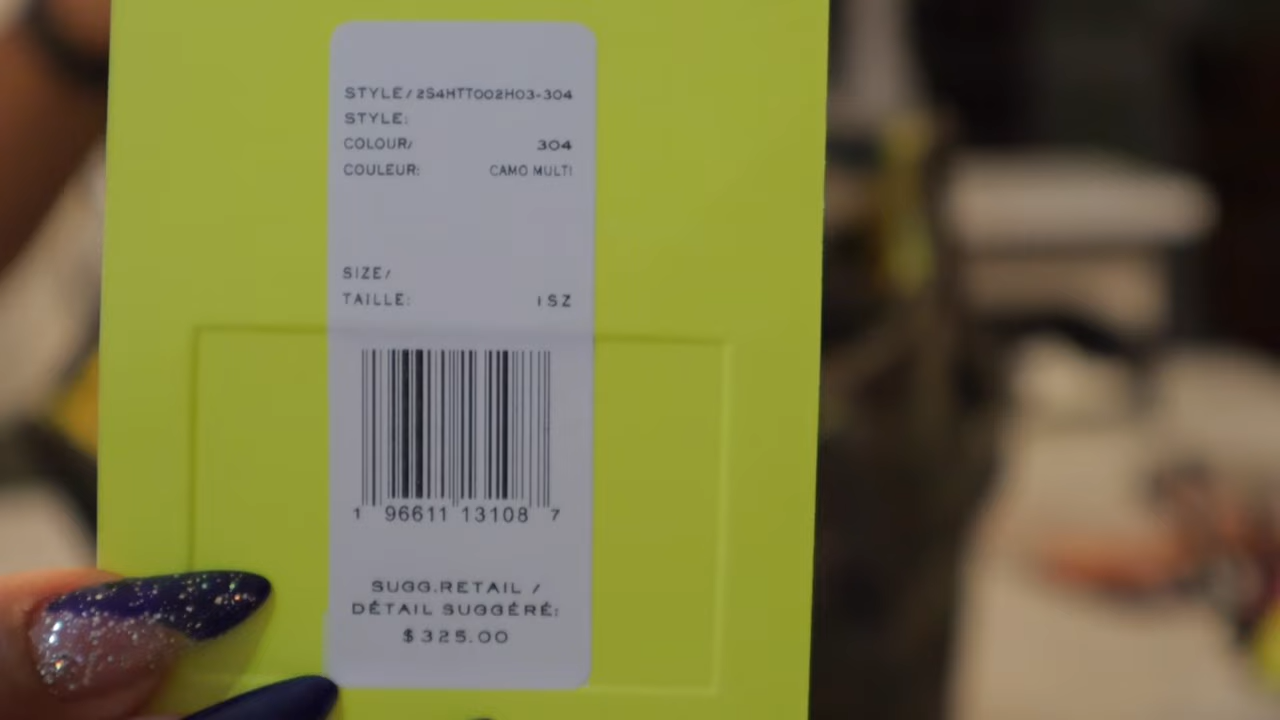 STYLE/2S4HTT002H03-304
STYLE:
COLOUR/ 304
COULEUR: CAMO MULTI
SIZE/
TAILLE: 1SZ
1 96611 13108 7
SUGG.RETAIL /
DÉTAIL SUGGÉRÉ:
$325.00